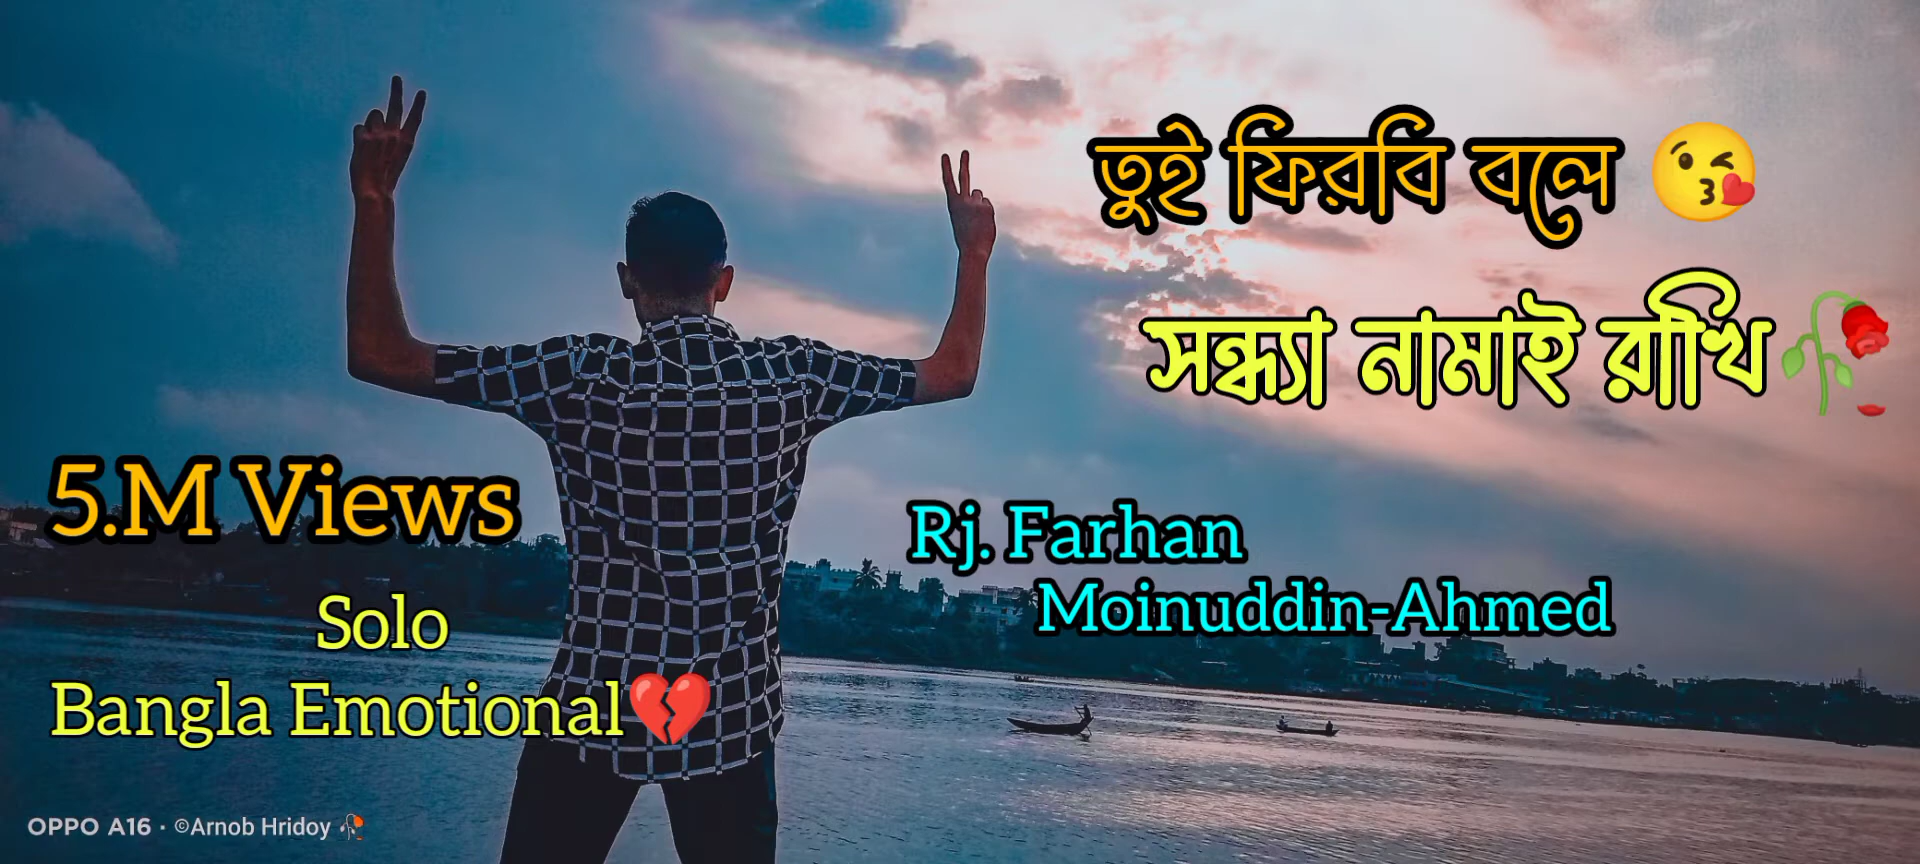 তুই ফিরবি বলে 😘
সন্ধ্যা নামাই রাখি🥀
5.M Views
Solo
Bangla Emotional💔
Rj. Farhan
Moinuddin-Ahmed
OPPO A16 · ©Arnob Hridoy 🥀